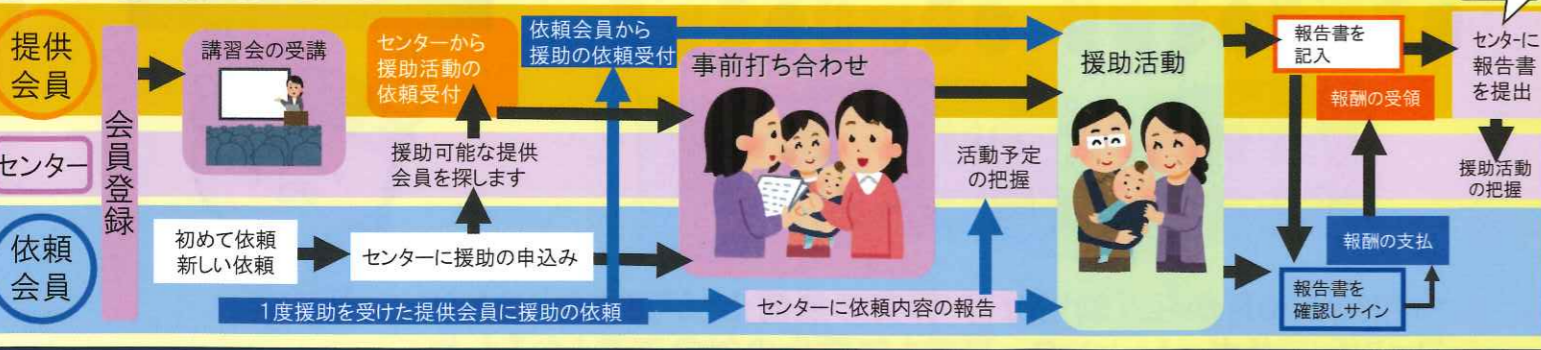 提供
会員
センター
依頼
会員
会員登録
講習会の受講
センターから
援助活動の
依頼受付
依頼会員から
援助の依頼受付
事前打ち合わせ
援助活動
報告書を
記入
報酬の受領
センターに
報告書
を提出
援助可能な提供
会員を探します
活動予定
の把握
援助活動
の把握
初めて依頼
新しい依頼
センターに援助の申込み
1度援助を受けた提供会員に援助の依頼
センターに依頼内容の報告
報酬の支払
報告書を
確認しサイン